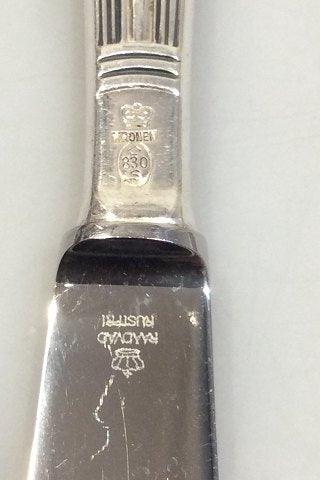 KRONEN
830
S
RAADVAD
RUSTFRI